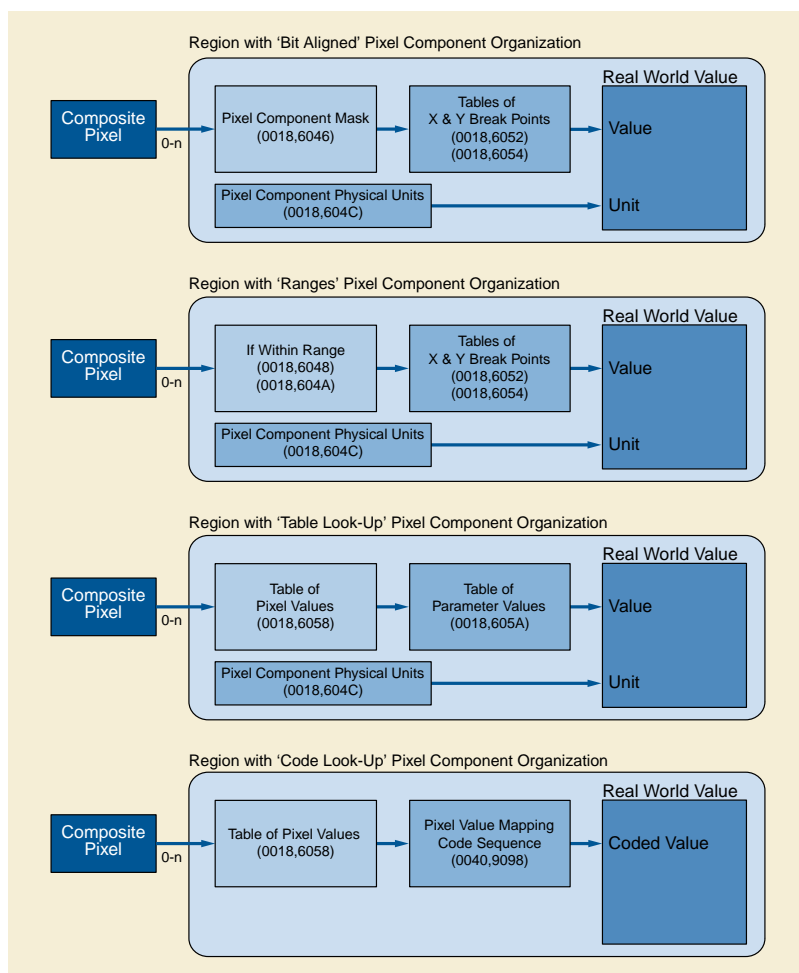 Region with ‘Bit Aligned’ Pixel Component Organization
Real World Value
Composite
Pixel
0-n
Pixel Component Mask
(0018,6046)
Tables of
X & Y Break Points
(0018,6052)
(0018,6054)
Value
Pixel Component Physical Units
(0018,604C)
Unit
Region with ‘Ranges’ Pixel Component Organization
Real World Value
Composite
Pixel
0-n
If Within Range
(0018,6048)
(0018,604A)
Tables of
X & Y Break Points
(0018,6052)
(0018,6054)
Value
Pixel Component Physical Units
(0018,604C)
Unit
Region with ‘Table Look-Up’ Pixel Component Organization
Real World Value
Composite
Pixel
0-n
Table of
Pixel Values
(0018,6058)
Table of
Parameter Values
(0018,605A)
Value
Pixel Component Physical Units
(0018,604C)
Unit
Region with ‘Code Look-Up’ Pixel Component Organization
Real World Value
Composite
Pixel
0-n
Table of Pixel Values
(0018,6058)
Pixel Value Mapping
Code Sequence
(0040,9098)
Coded Value